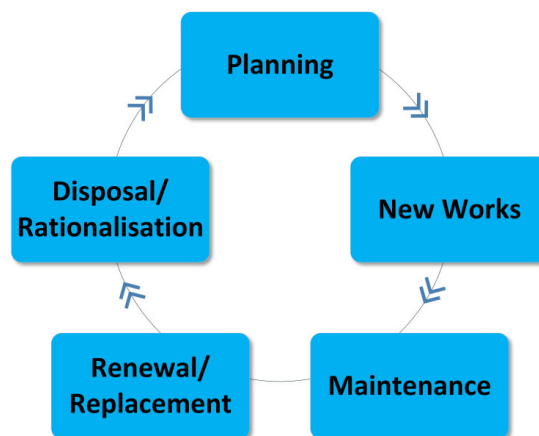 Planning
New Works
Maintenance
Renewal/
Replacement
Disposal/
Rationalisation